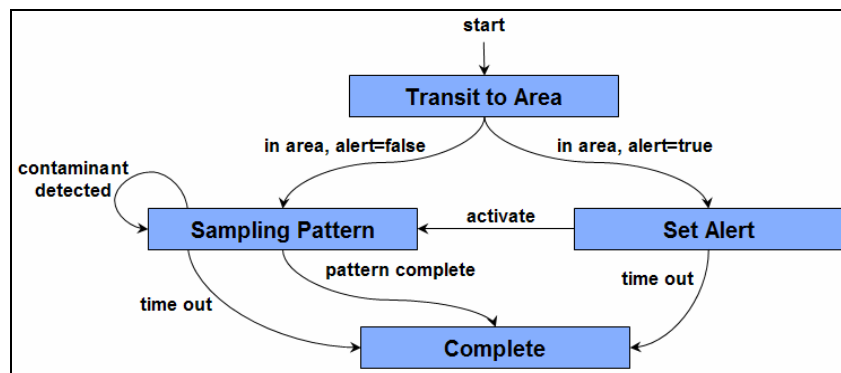 start
Transit to Area
in area, alert=false
in area, alert=true
contaminant
detected
Sampling Pattern
activate
Set Alert
pattern complete
time out
time out
Complete